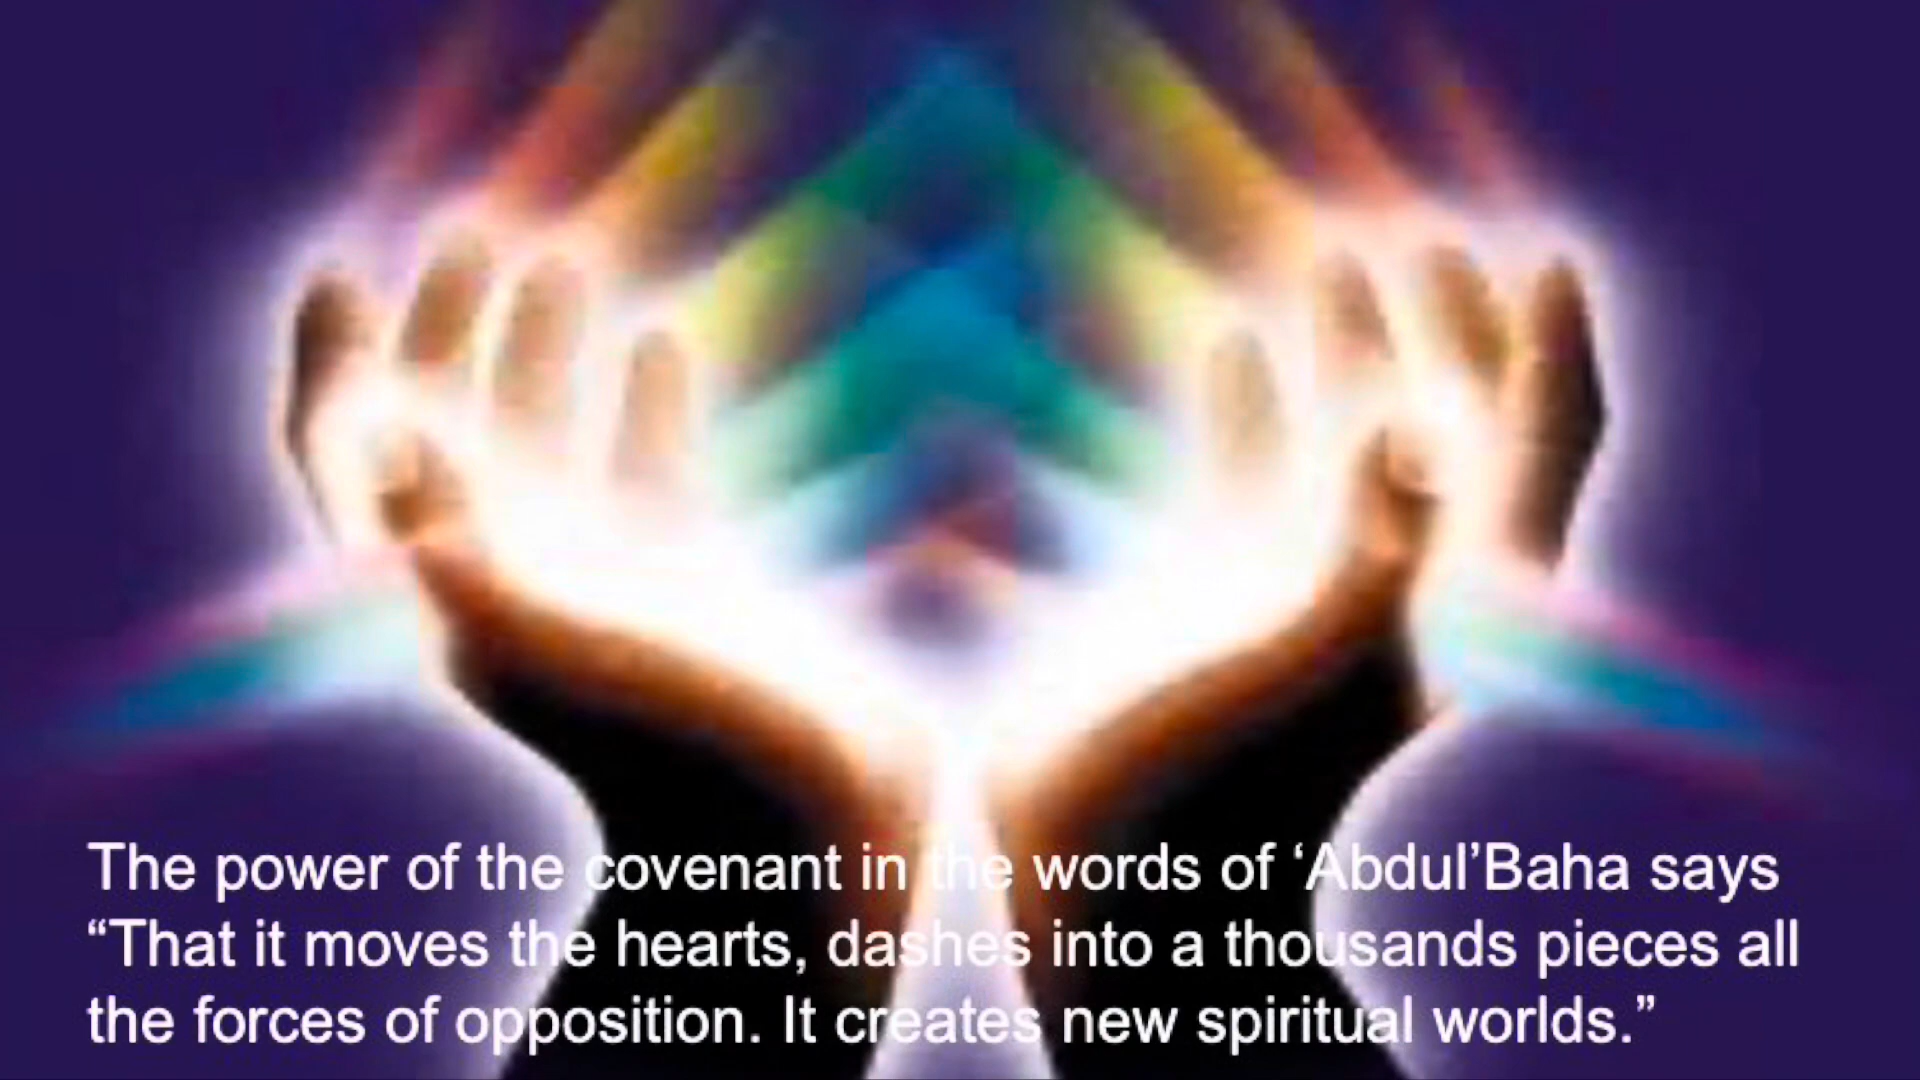 The power of the covenant in the words of ‘Abdul’Baha says
“That it moves the hearts, dashes into a thousands pieces all
the forces of opposition. It creates new spiritual worlds.”